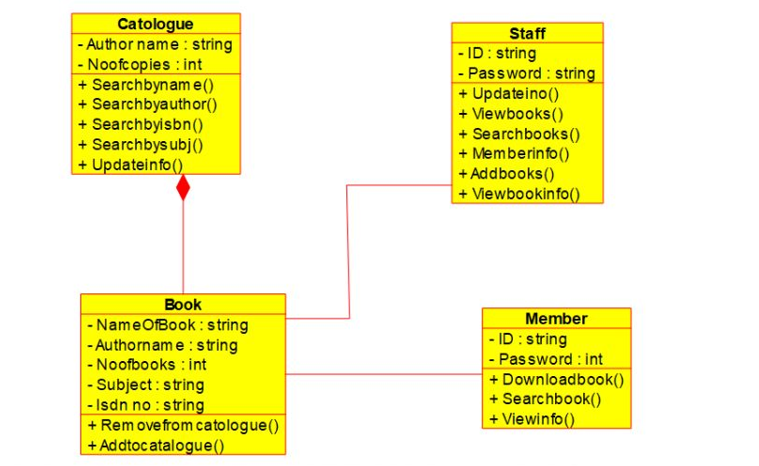 Catologue
- Author name : string
- Noofcopies : int
+ Searchbyname()
+ Searchbyauthor()
+ Searchbyisbn()
+ Searchbysubj()
+ Updateinfo()
Staff
- ID : string
- Password : string
+ Updateino()
+ Viewbooks()
+ Searchbooks()
+ Memberinfo()
+ Addbooks()
+ Viewbookinfo()
Book
- NameOfBook : string
- Authorname : string
- Noofbooks : int
- Subject : string
- Isdn no : string
+ Removefrom catologue()
+ Addtocatalogue()
Member
- ID : string
- Password : int
+ Downloadbook()
+ Searchbook()
+ Viewinfo()